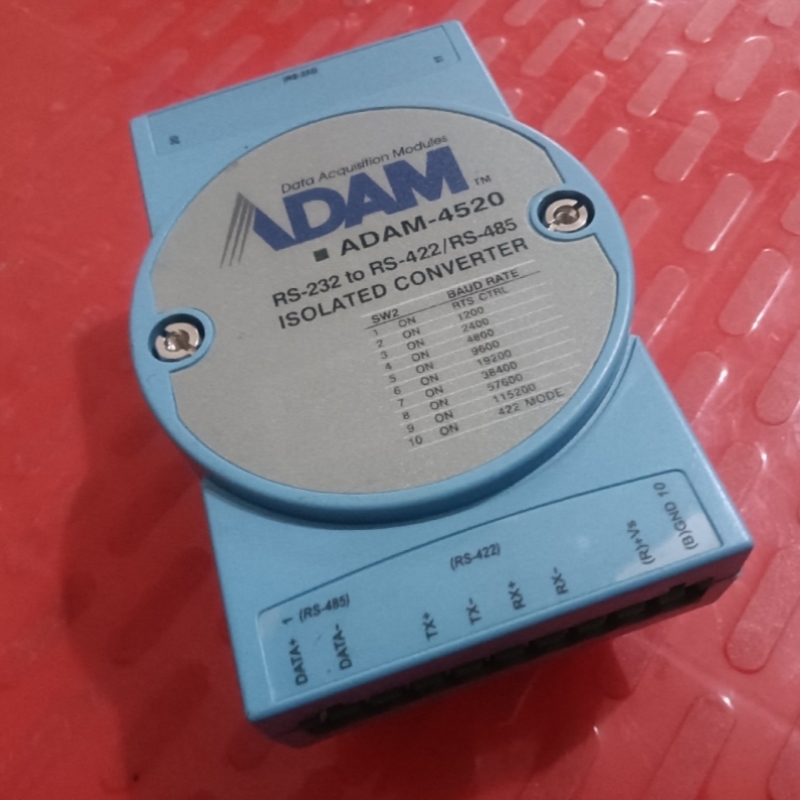 (RS-232)
Data Acquisition Modules
ADAM™
■ ADAM-4520
RS-232 to RS-422/RS-485
ISOLATED CONVERTER
SW2 BAUD RATE
1 ON RTS CTRL
2 ON 1200
3 ON 2400
4 ON 4800
5 ON 9600
6 ON 19200
7 ON 38400
8 ON 57600
9 ON 115200
10 ON 422 MODE
(RS-485)
(RS-422)
1 DATA+
DATA-
TX+
TX-
RX+
RX-
(R)+Vs
(B)GND 10